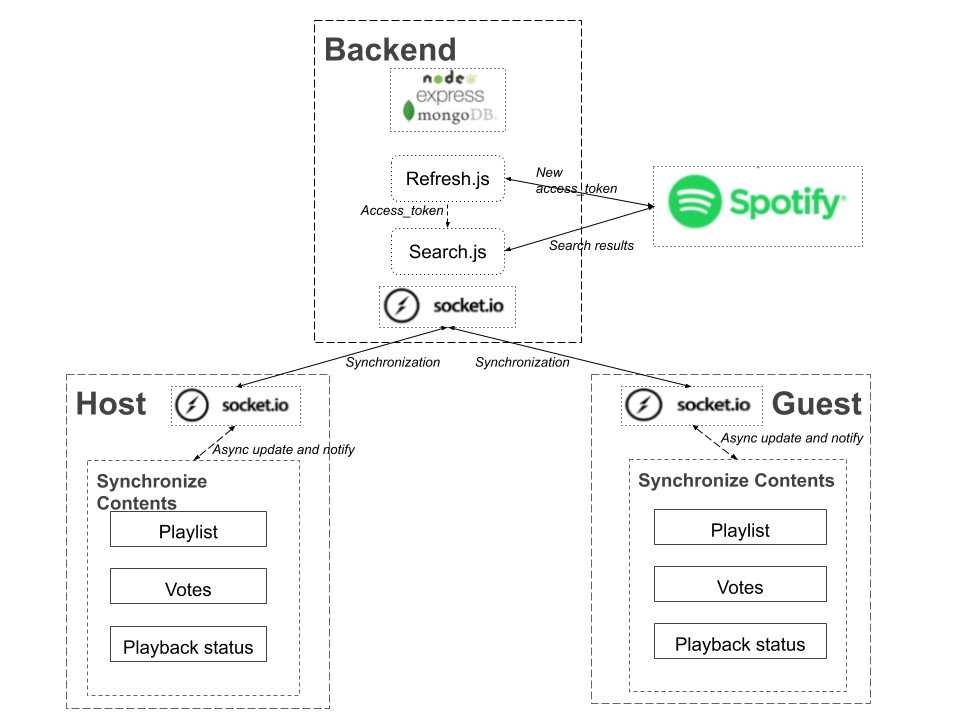 Backend
node
express
mongoDB
Refresh.js
New
access_token
Access_token
Spotify
Search.js
Search results
socket.io
Synchronization
Synchronization
Host
socket.io
socket.io
Guest
Async update and notify
Async update and notify
Synchronize
Contents
Playlist
Votes
Playback status
Synchronize Contents
Playlist
Votes
Playback status